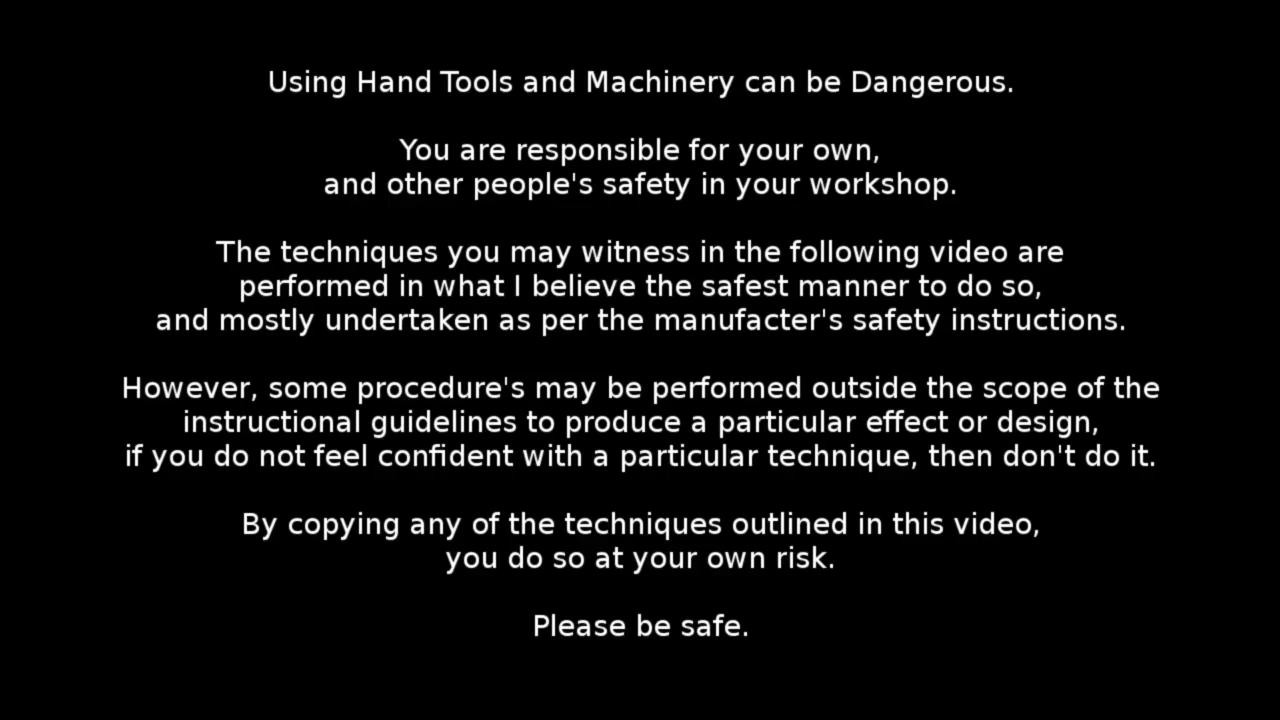 Using Hand Tools and Machinery can be Dangerous.
You are responsible for your own,
and other people's safety in your workshop.
The techniques you may witness in the following video are
performed in what I believe the safest manner to do so,
and mostly undertaken as per the manufacter's safety instructions.
However, some procedure's may be performed outside the scope of the
instructional guidelines to produce a particular effect or design,
if you do not feel confident with a particular technique, then don't do it.
By copying any of the techniques outlined in this video,
you do so at your own risk.
Please be safe.